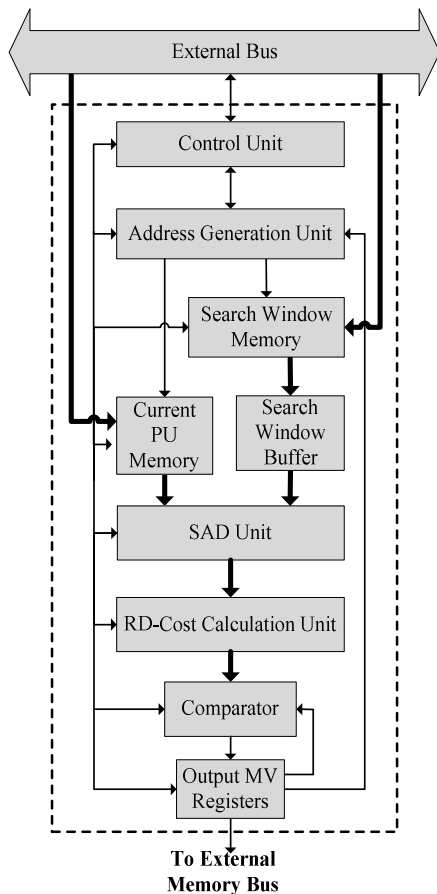 External Bus
Control Unit
Address Generation Unit
Search Window
Memory
Current
PU
Memory
Search
Window
Buffer
SAD Unit
RD-Cost Calculation Unit
Comparator
Output MV
Registers
To External
Memory Bus